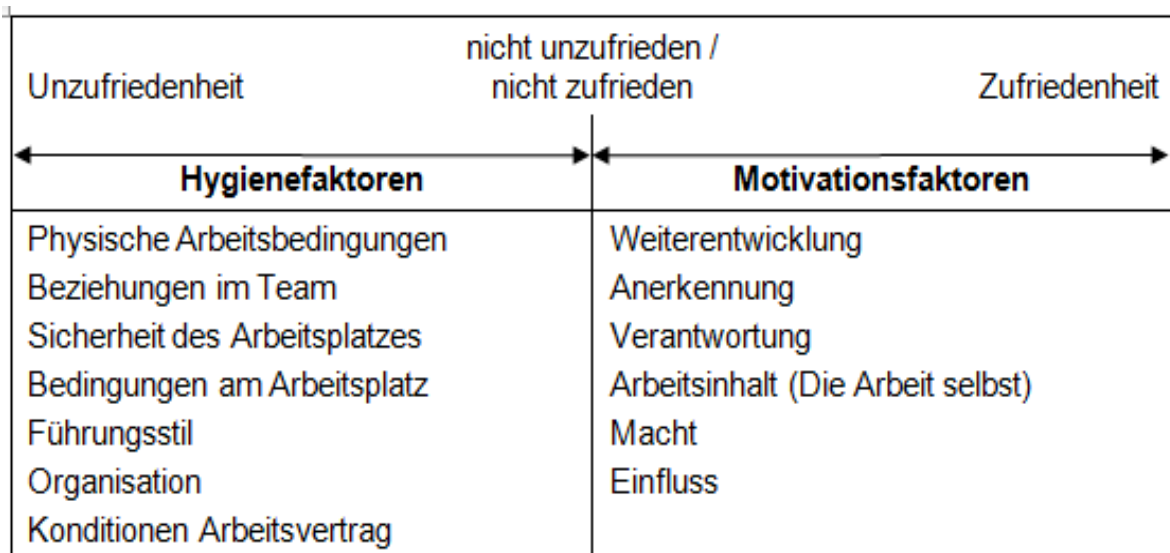 nicht unzufrieden /
Unzufriedenheit nicht zufrieden Zufriedenheit
Hygienefaktoren Motivationsfaktoren
Physische Arbeitsbedingungen Weiterentwicklung
Beziehungen im Team Anerkennung
Sicherheit des Arbeitsplatzes Verantwortung
Bedingungen am Arbeitsplatz Arbeitsinhalt (Die Arbeit selbst)
Führungsstil Macht
Organisation Einfluss
Konditionen Arbeitsvertrag